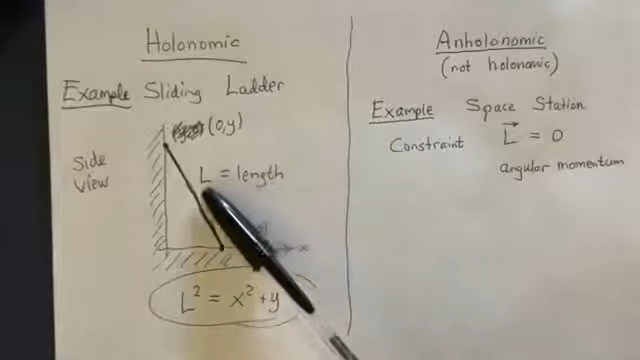 Holonomic
Example Sliding Ladder
(0,y)
Side
view
L = length
x
L² = x² + y
Anholonomic
(not holonomic)
Example Space Station
Constraint L⃗ = 0
angular momentum